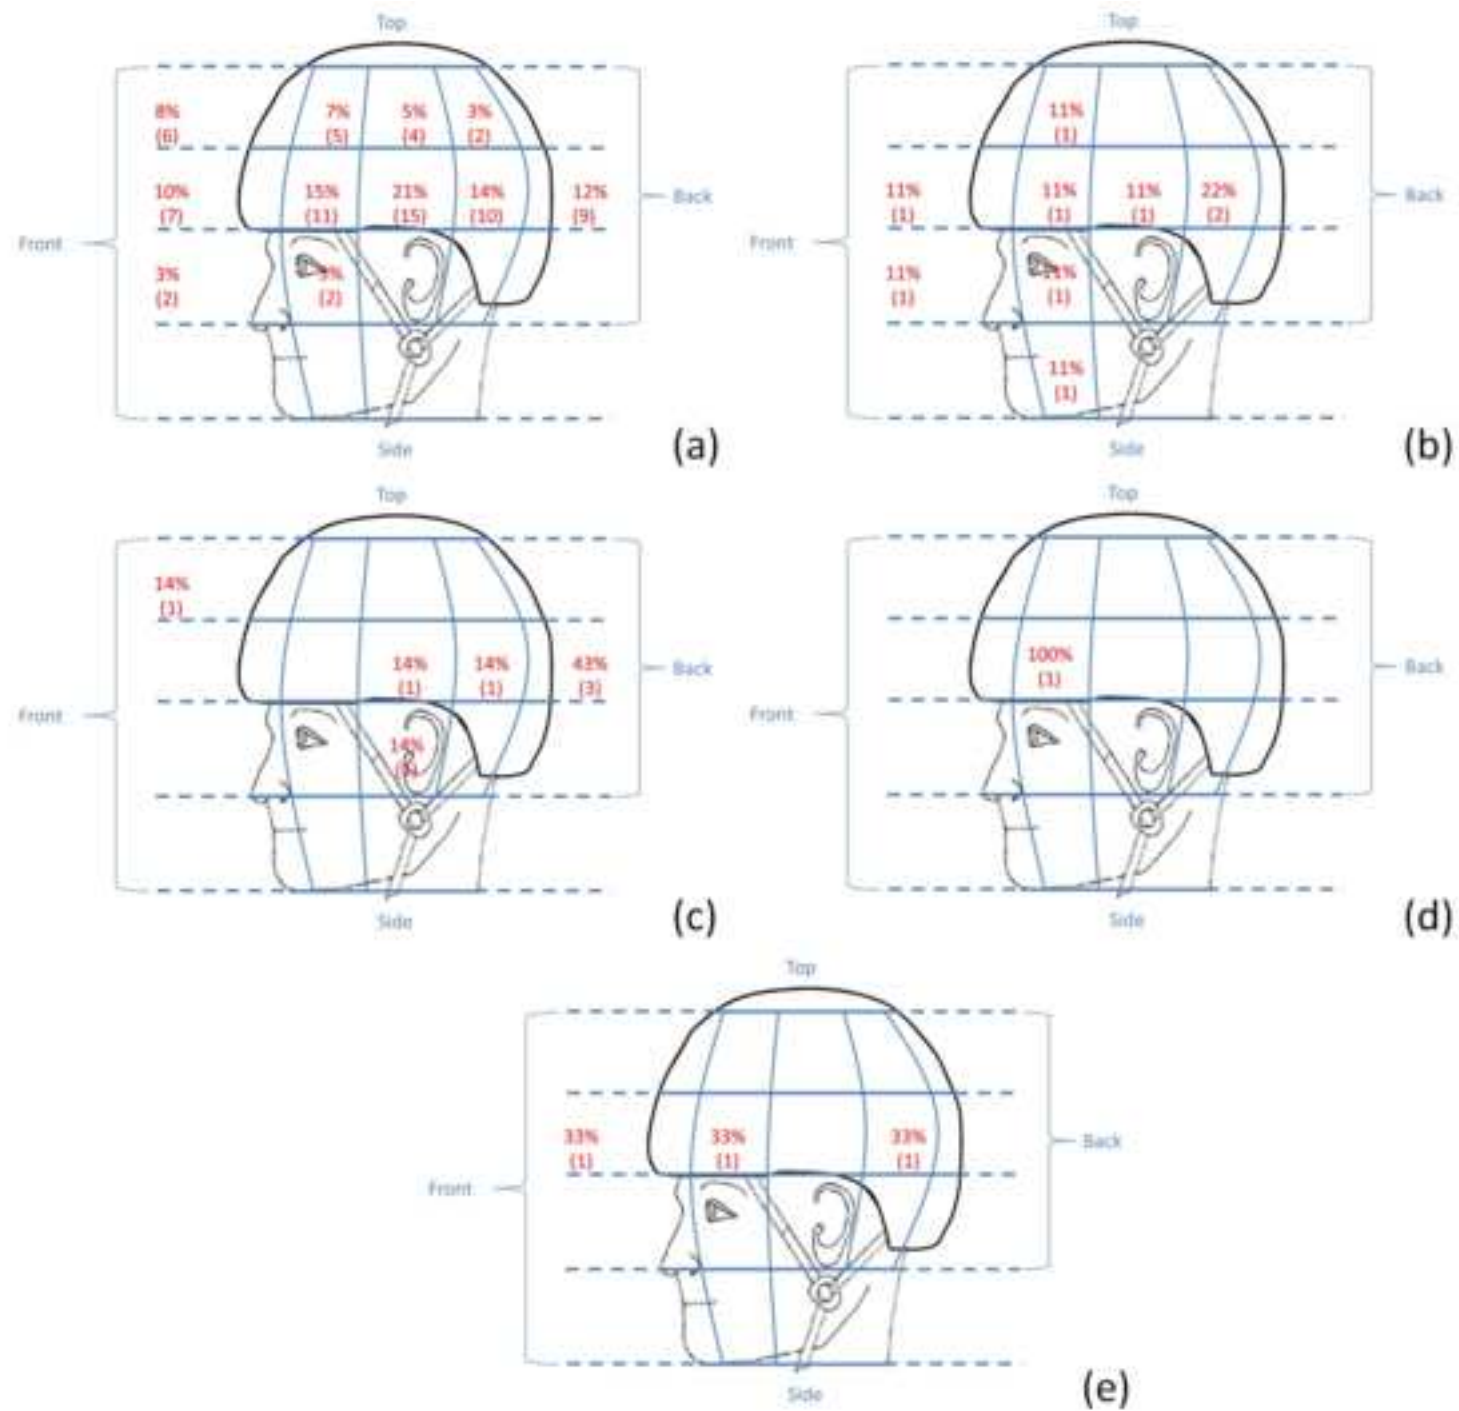 Top
8% 7% 5% 3%
(6) (5) (4) (2)
10% 15% 21% 14% 12%
(7) (11) (15) (10) (9)
Back
Front
3%
(2) (2)
Side
(a)
Top
11%
(1)
11% 11% 11% 22%
(1) (1) (1) (2)
Back
Front
11% 11%
(1) (1)
11%
(1)
Side
(b)
Top
14%
(1)
14% 14% 43%
(1) (1) (3)
Back
Front
14%
Side
(c)
Top
100%
(1)
Back
Front
Side
(d)
Top
33% 33% 33%
(1) (1) (1)
Back
Front
Side
(e)